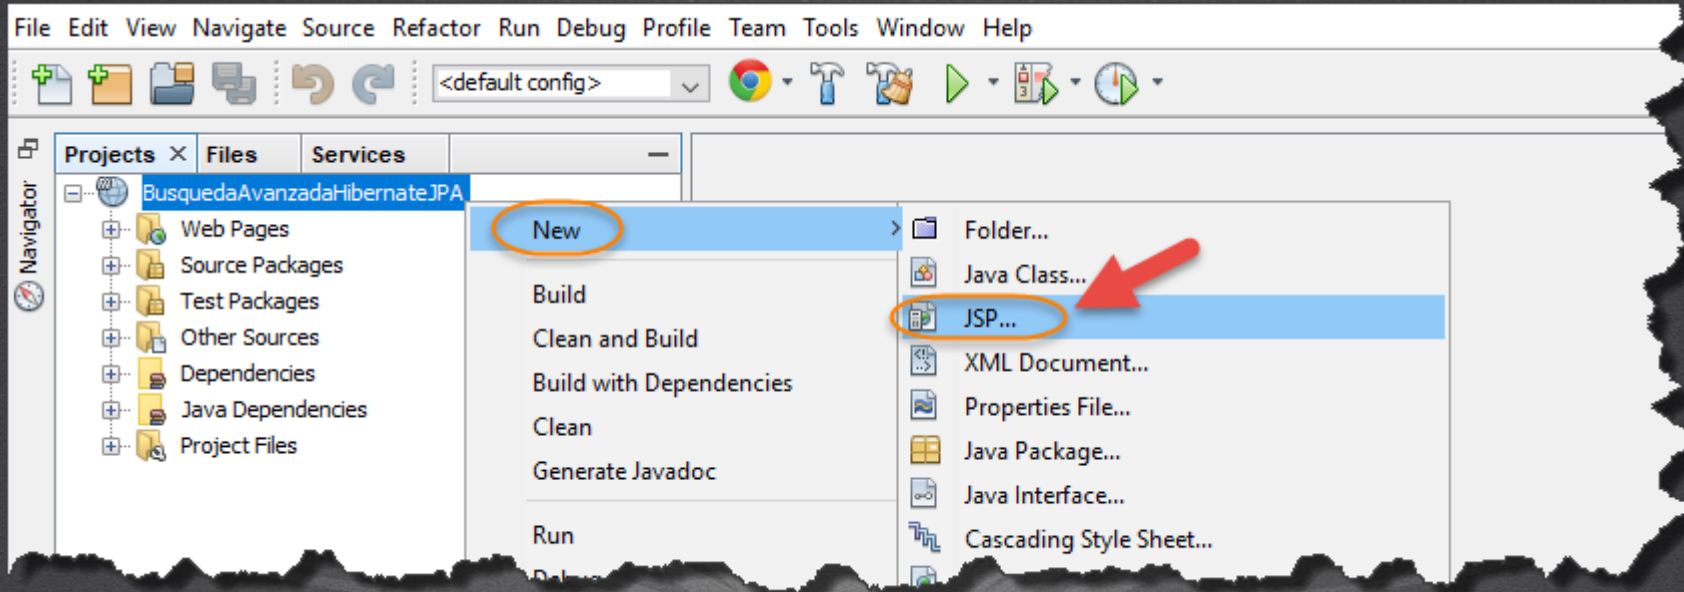 File Edit View Navigate Source Refactor Run Debug Profile Team Tools Window Help
<default config>
Projects Files Services
Navigator
BusquedaAvanzadaHibernateJPA
Web Pages
Source Packages
Test Packages
Other Sources
Dependencies
Java Dependencies
Project Files
New
Build
Clean and Build
Build with Dependencies
Clean
Generate Javadoc
Run
Debug
Folder...
Java Class...
JSP...
XML Document...
Properties File...
Java Package...
Java Interface...
Cascading Style Sheet...